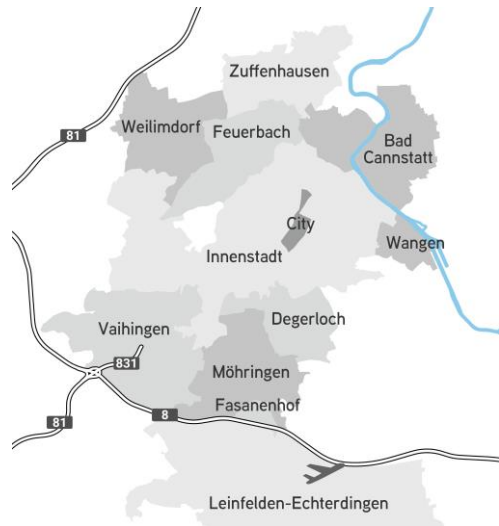 Zuffenhausen
81
Weilimdorf
Feuerbach
Bad
Cannstatt
City
Wangen
Innenstadt
Degerloch
Vaihingen
831
Möhringen
Fasanenhof
81
8
Leinfelden-Echterdingen